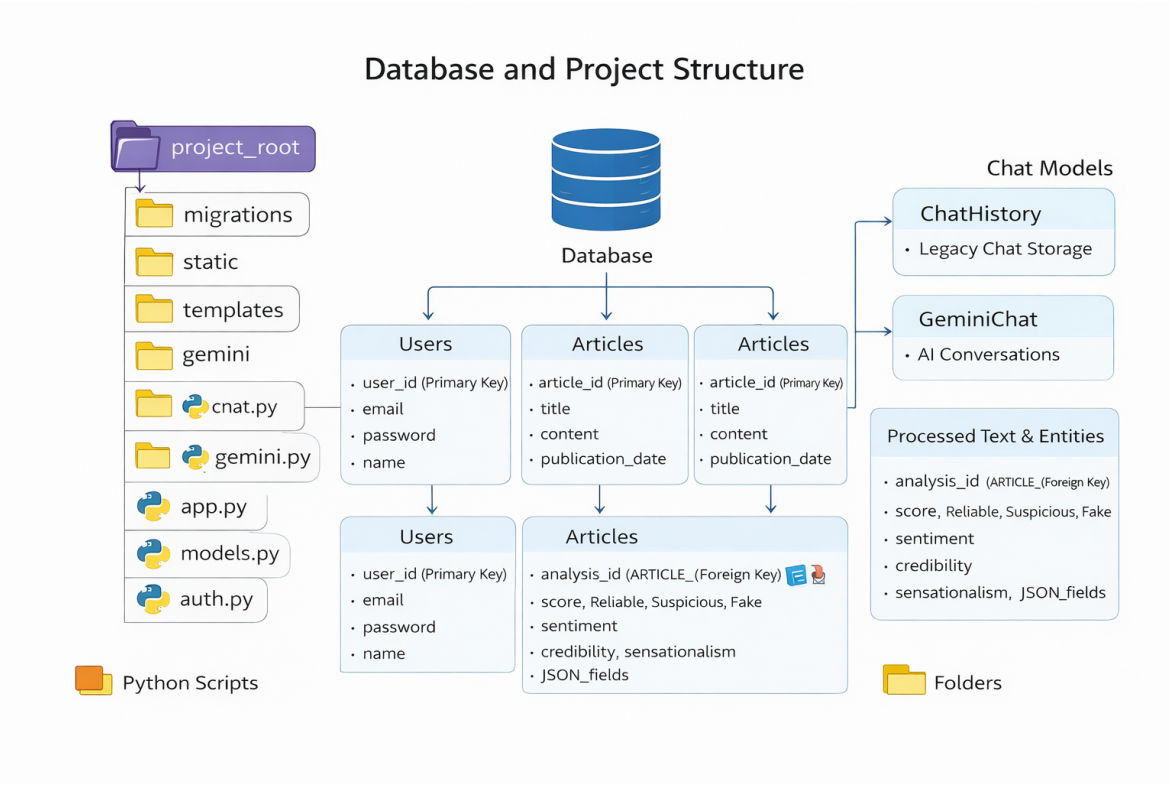 Database and Project Structure
project_root
migrations
static
templates
gemini
cnat.py
gemini.py
app.py
models.py
auth.py
Python Scripts
Database
Users
• user_id (Primary Key)
• email
• password
• name
Articles
• article_id (Primary Key)
• title
• content
• publication_date
Articles
• article_id (Primary Key)
• title
• content
• publication_date
Users
• user_id (Primary Key)
• email
• password
• name
Articles
• analysis_id (ARTICLE_(Foreign Key)
• score, Reliable, Suspicious, Fake
• sentiment
• credibility, sensationalism
• JSON_fields
Chat Models
ChatHistory
• Legacy Chat Storage
GeminiChat
• AI Conversations
Processed Text & Entities
• analysis_id (ARTICLE_(Foreign Key)
• score, Reliable, Suspicious, Fake
• sentiment
• credibility
• sensationalism, JSON_fields
Folders